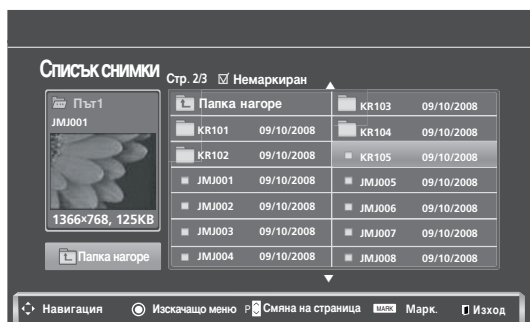 Списък снимки
Стр. 2/3 Немаркиран
Път1
JMJ001
1366×768, 125KB
Папка нагоре
Папка нагоре
KR101 09/10/2008
KR102 09/10/2008
JMJ001 09/10/2008
JMJ002 09/10/2008
JMJ003 09/10/2008
JMJ004 09/10/2008
KR103 09/10/2008
KR104 09/10/2008
KR105 09/10/2008
JMJ005 09/10/2008
JMJ006 09/10/2008
JMJ007 09/10/2008
JMJ008 09/10/2008
Навигация Изскачащо меню P Смяна на страница MARK Марк. Изход